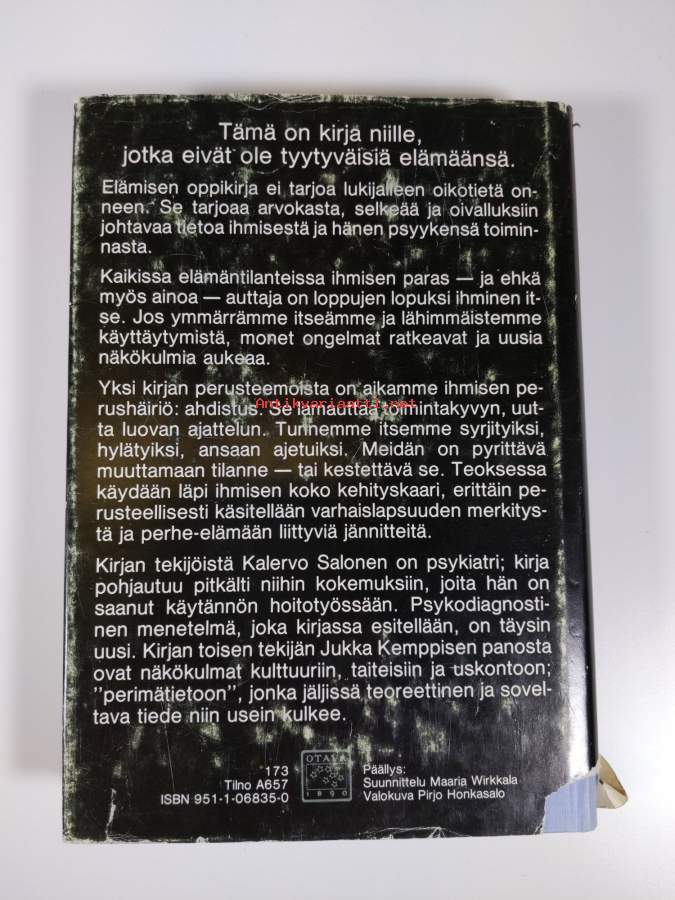 Tämä on kirja niille,
jotka eivät ole tyytyväisiä elämäänsä.
Elämisen oppikirja ei tarjoa lukijalleen oikotietä on-
neen. Se tarjoaa arvokasta, selkeää ja oivalluksiin
johtavaa tietoa ihmisestä ja hänen psyykensä toimin-
nasta.
Kaikissa elämäntilanteissa ihmisen paras — ja ehkä
myös ainoa — auttaja on loppujen lopuksi ihminen it-
se. Jos ymmärrämme itseämme ja lähimmäistemme
käyttäytymistä, monet ongelmat ratkeavat ja uusia
näkökulmia aukeaa.
Yksi kirjan perusteemoista on aikamme ihmisen pe-
rushäiriö: ahdistus. Se lamauttaa toimintakyvyn, uut-
Antikvariaatti.net
ta luovan ajattelun. Tunnemme itsemme syrjityiksi,
hylätyiksi, ansaan ajetuiksi. Meidän on pyrittävä
muuttamaan tilanne — tai kestettävä se. Teoksessa
käydään läpi ihmisen koko kehityskaari, erittäin pe-
rusteellisesti käsitellään varhaislapsuuden merkitys-
tä ja perhe-elämään liittyviä jännitteitä.
Kirjan tekijöistä Kalervo Salonen on psykiatri; kirja
pohjautuu pitkälti niihin kokemuksiin, joita hän on
saanut käytännön hoitotyössään. Psykodiagnosti-
nen menetelmä, joka kirjassa esitellään, on täysin
uusi. Kirjan toisen tekijän Jukka Kemppisen panosta
ovat näkökulmat kulttuuriin, taiteisiin ja uskontoon;
"perimätietoon", jonka jäljissä teoreettinen ja sovel-
tava tiede niin usein kulkee.
173
Tilno A657
ISBN 951-1-06835-0
OTAVA
1890
Päällys:
Suunnittelu Maaria Wirkkala
Valokuva Pirjo Honkasalo